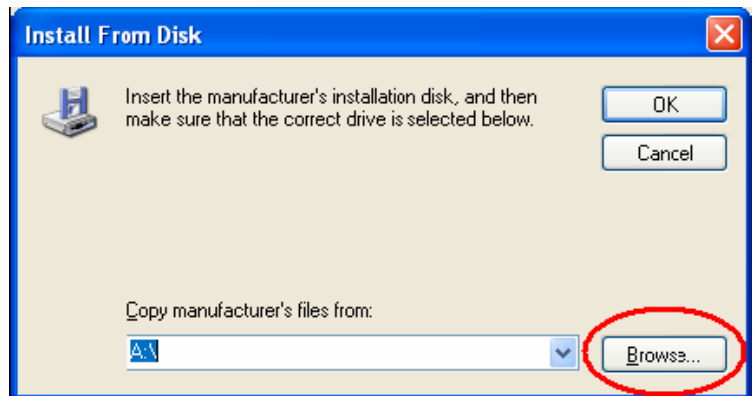 Install From Disk
Insert the manufacturer's installation disk, and then
make sure that the correct drive is selected below.
OK
Cancel
Copy manufacturer's files from:
A:\
Browse...